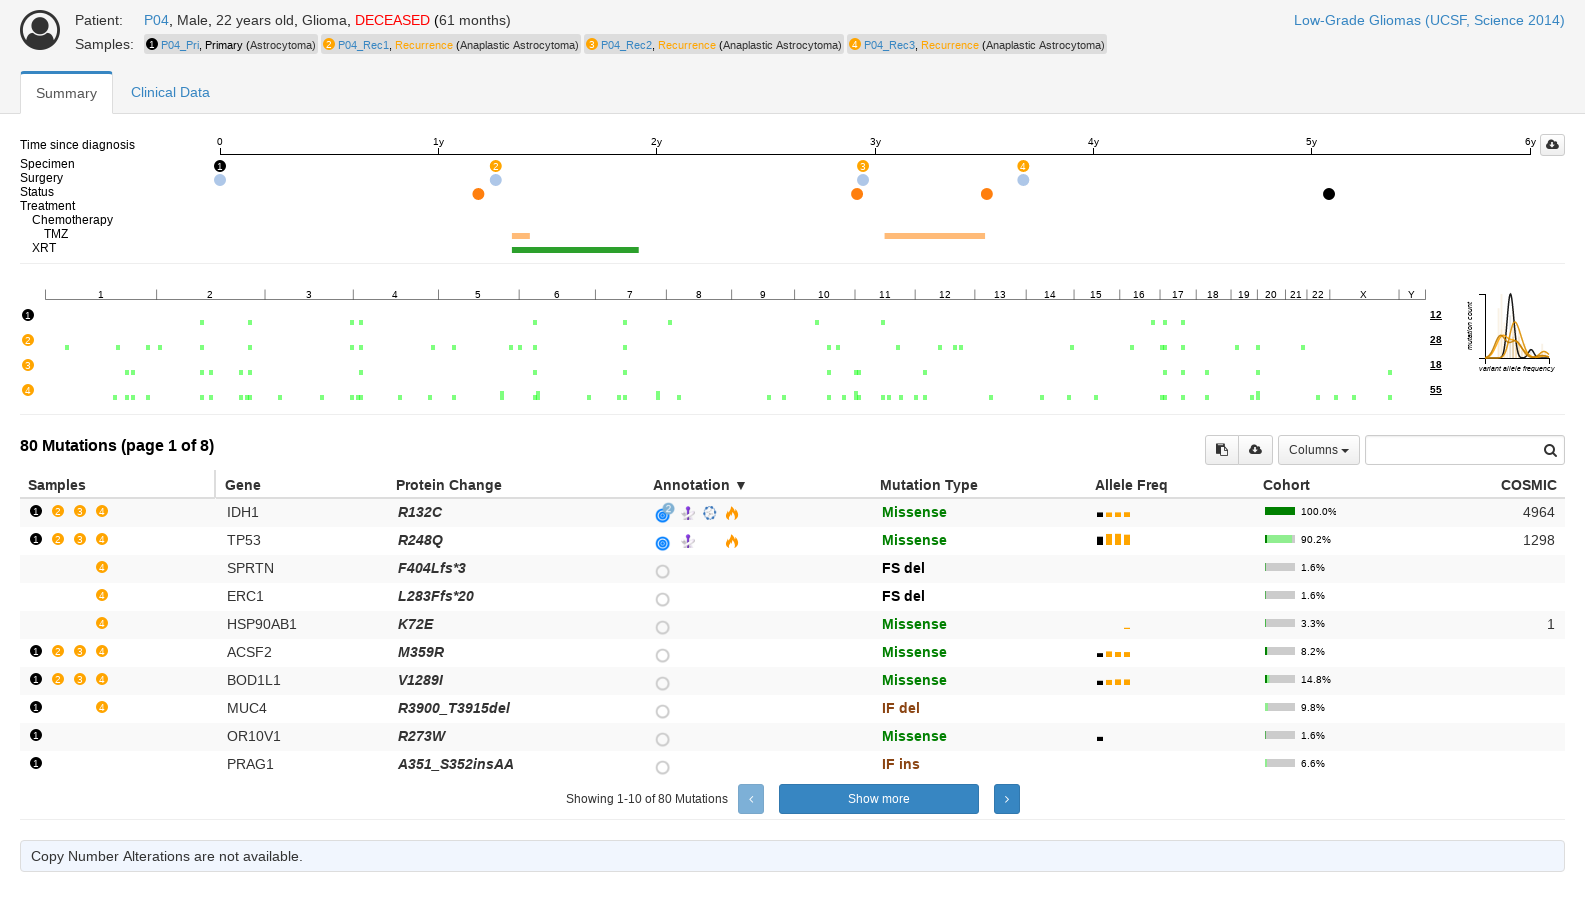 Patient: P04, Male, 22 years old, Glioma, DECEASED (61 months) Low-Grade Gliomas (UCSF, Science 2014)
Samples: 1 P04_Pri, Primary (Astrocytoma) 2 P04_Rec1, Recurrence (Anaplastic Astrocytoma) 3 P04_Rec2, Recurrence (Anaplastic Astrocytoma) 4 P04_Rec3, Recurrence (Anaplastic Astrocytoma)
Summary Clinical Data
Time since diagnosis 0 1y 2y 3y 4y 5y 6y
Specimen 1 2 3 4
Surgery
Status
Treatment
Chemotherapy
TMZ
XRT
1 2 3 4 5 6 7 8 9 10 11 12 13 14 15 16 17 18 19 20 21 22 X Y
1 12
2 28
3 18
4 55
mutation count
variant allele frequency
80 Mutations (page 1 of 8) Columns
Samples Gene Protein Change Annotation ▼ Mutation Type Allele Freq Cohort COSMIC
1 2 3 4 IDH1 R132C 2 Missense 100.0% 4964
1 2 3 4 TP53 R248Q Missense 90.2% 1298
4 SPRTN F404Lfs*3 FS del 1.6%
4 ERC1 L283Ffs*20 FS del 1.6%
4 HSP90AB1 K72E Missense 3.3% 1
1 2 3 4 ACSF2 M359R Missense 8.2%
1 2 3 4 BOD1L1 V1289I Missense 14.8%
1 4 MUC4 R3900_T3915del IF del 9.8%
1 OR10V1 R273W Missense 1.6%
1 PRAG1 A351_S352insAA IF ins 6.6%
Showing 1-10 of 80 Mutations ‹ Show more ›
Copy Number Alterations are not available.